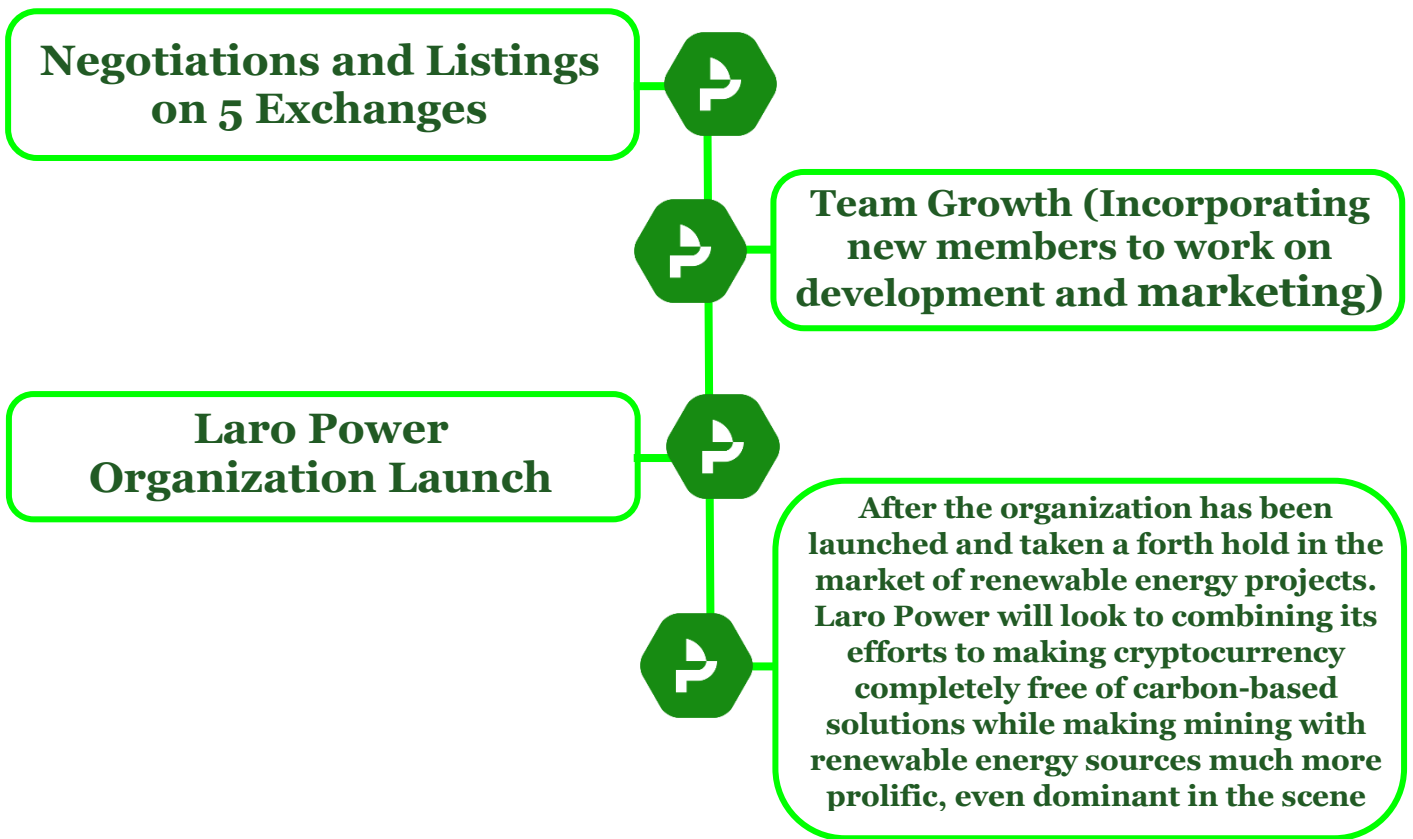 Negotiations and Listings
on 5 Exchanges
Team Growth (Incorporating
new members to work on
development and marketing)
Laro Power
Organization Launch
After the organization has been
launched and taken a forth hold in the
market of renewable energy projects.
Laro Power will look to combining its
efforts to making cryptocurrency
completely free of carbon-based
solutions while making mining with
renewable energy sources much more
prolific, even dominant in the scene